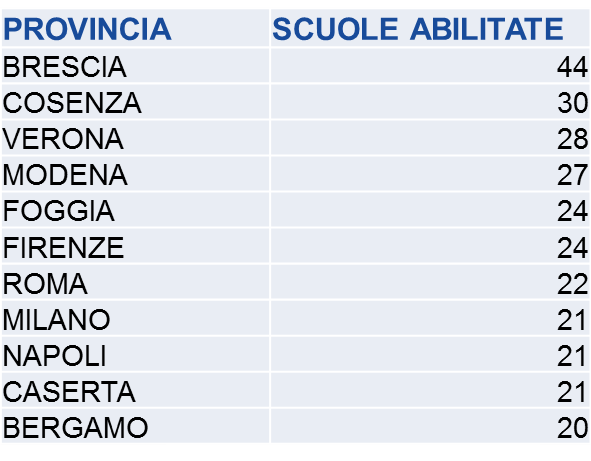 PROVINCIA SCUOLE ABILITATE
BRESCIA 44
COSENZA 30
VERONA 28
MODENA 27
FOGGIA 24
FIRENZE 24
ROMA 22
MILANO 21
NAPOLI 21
CASERTA 21
BERGAMO 20